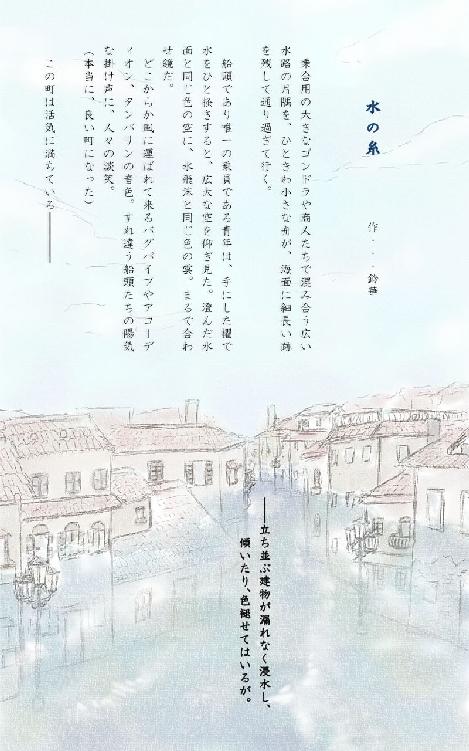 水の糸
作・・・鈴華
乗合用の大きなゴンドラや商人たちで混み合う広い
水路の片隅を、ひときわ小さな舟が、海面に細長い跡
を残して通り過ぎて行く。
船頭であり唯一の乗員である青年は、手にした櫂で
水をひと掻きすると、広大な空を仰ぎ見た。澄んだ水
面と同じ色の空に、水飛沫と同じ色の雲。まるで合わ
せ鏡だ。
どこからか風に運ばれて来るバグパイプやアコーデ
ィオン、タンバリンの音色。すれ違う船頭たちの陽気
な掛け声に、人々の談笑。
(本当に、良い町になった)
この町は活気に満ちている――
――立ち並ぶ建物が漏れなく浸水し、
傾いたり、色褪せてはいるが。